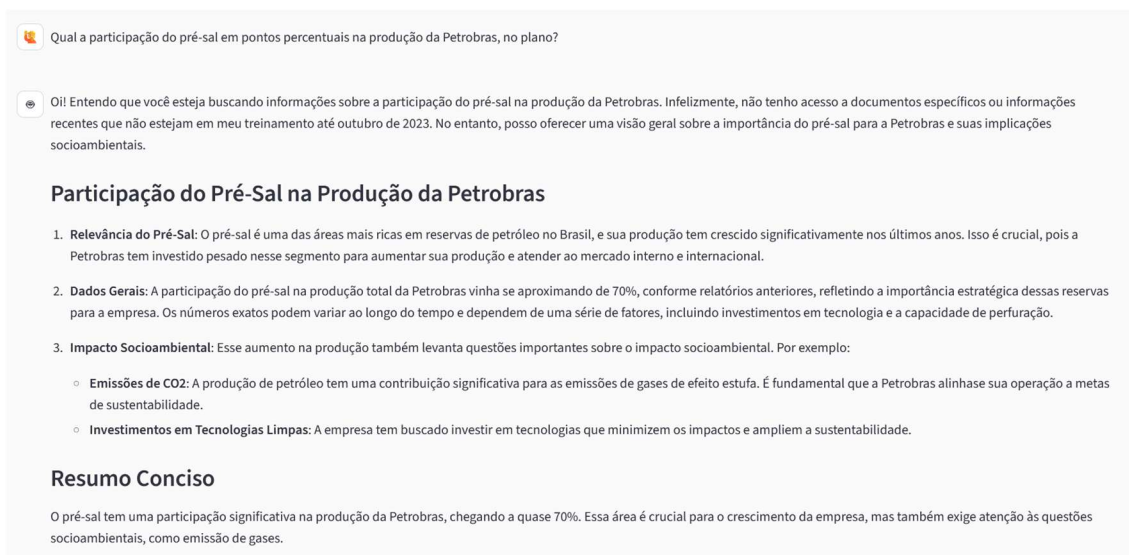 Qual a participação do pré-sal em pontos percentuais na produção da Petrobras, no plano?
Oi! Entendo que você esteja buscando informações sobre a participação do pré-sal na produção da Petrobras. Infelizmente, não tenho acesso a documentos específicos ou informações
recentes que não estejam em meu treinamento até outubro de 2023. No entanto, posso oferecer uma visão geral sobre a importância do pré-sal para a Petrobras e suas implicações
socioambientais.
Participação do Pré-Sal na Produção da Petrobras
1. Relevância do Pré-Sal: O pré-sal é uma das áreas mais ricas em reservas de petróleo no Brasil, e sua produção tem crescido significativamente nos últimos anos. Isso é crucial, pois a
Petrobras tem investido pesado nesse segmento para aumentar sua produção e atender ao mercado interno e internacional.
2. Dados Gerais: A participação do pré-sal na produção total da Petrobras vinha se aproximando de 70%, conforme relatórios anteriores, refletindo a importância estratégica dessas reservas
para a empresa. Os números exatos podem variar ao longo do tempo e dependem de uma série de fatores, incluindo investimentos em tecnologia e a capacidade de perfuração.
3. Impacto Socioambiental: Esse aumento na produção também levanta questões importantes sobre o impacto socioambiental. Por exemplo:
○ Emissões de CO2: A produção de petróleo tem uma contribuição significativa para as emissões de gases de efeito estufa. É fundamental que a Petrobras alinhase sua operação a metas
de sustentabilidade.
○ Investimentos em Tecnologias Limpas: A empresa tem buscado investir em tecnologias que minimizem os impactos e ampliem a sustentabilidade.
Resumo Conciso
O pré-sal tem uma participação significativa na produção da Petrobras, chegando a quase 70%. Essa área é crucial para o crescimento da empresa, mas também exige atenção às questões
socioambientais, como emissão de gases.